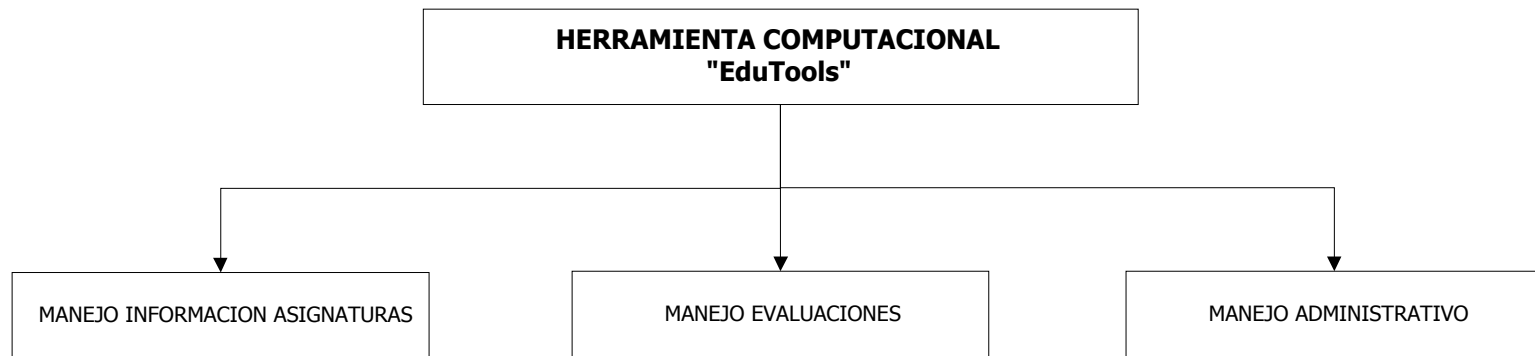 HERRAMIENTA COMPUTACIONAL
"EduTools"
MANEJO INFORMACION ASIGNATURAS
MANEJO EVALUACIONES
MANEJO ADMINISTRATIVO